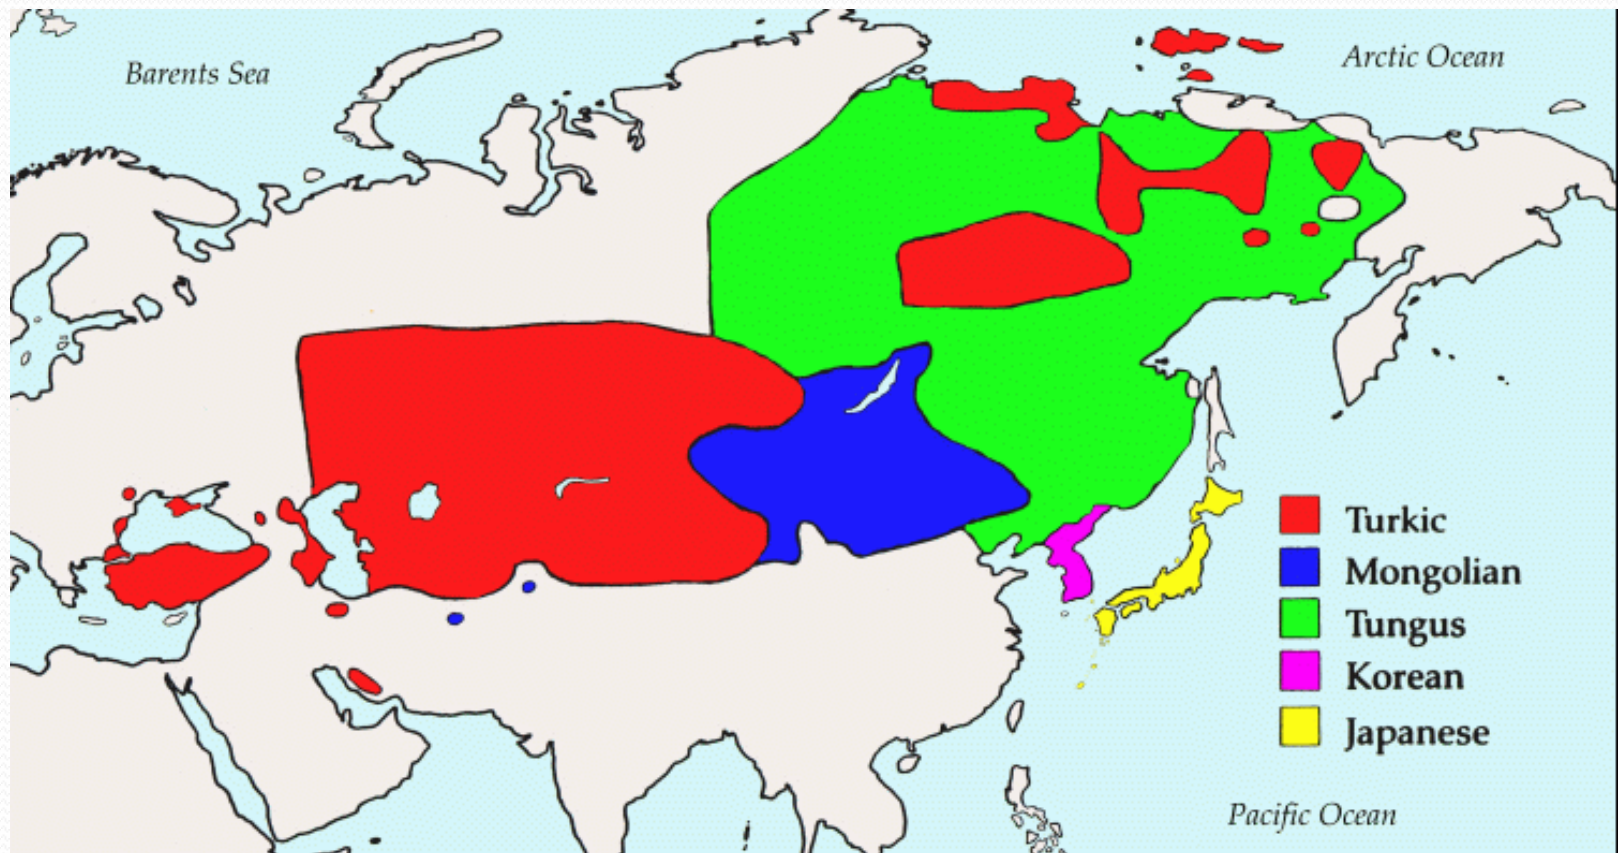 Barents Sea
Arctic Ocean
Turkic
Mongolian
Tungus
Korean
Japanese
Pacific Ocean